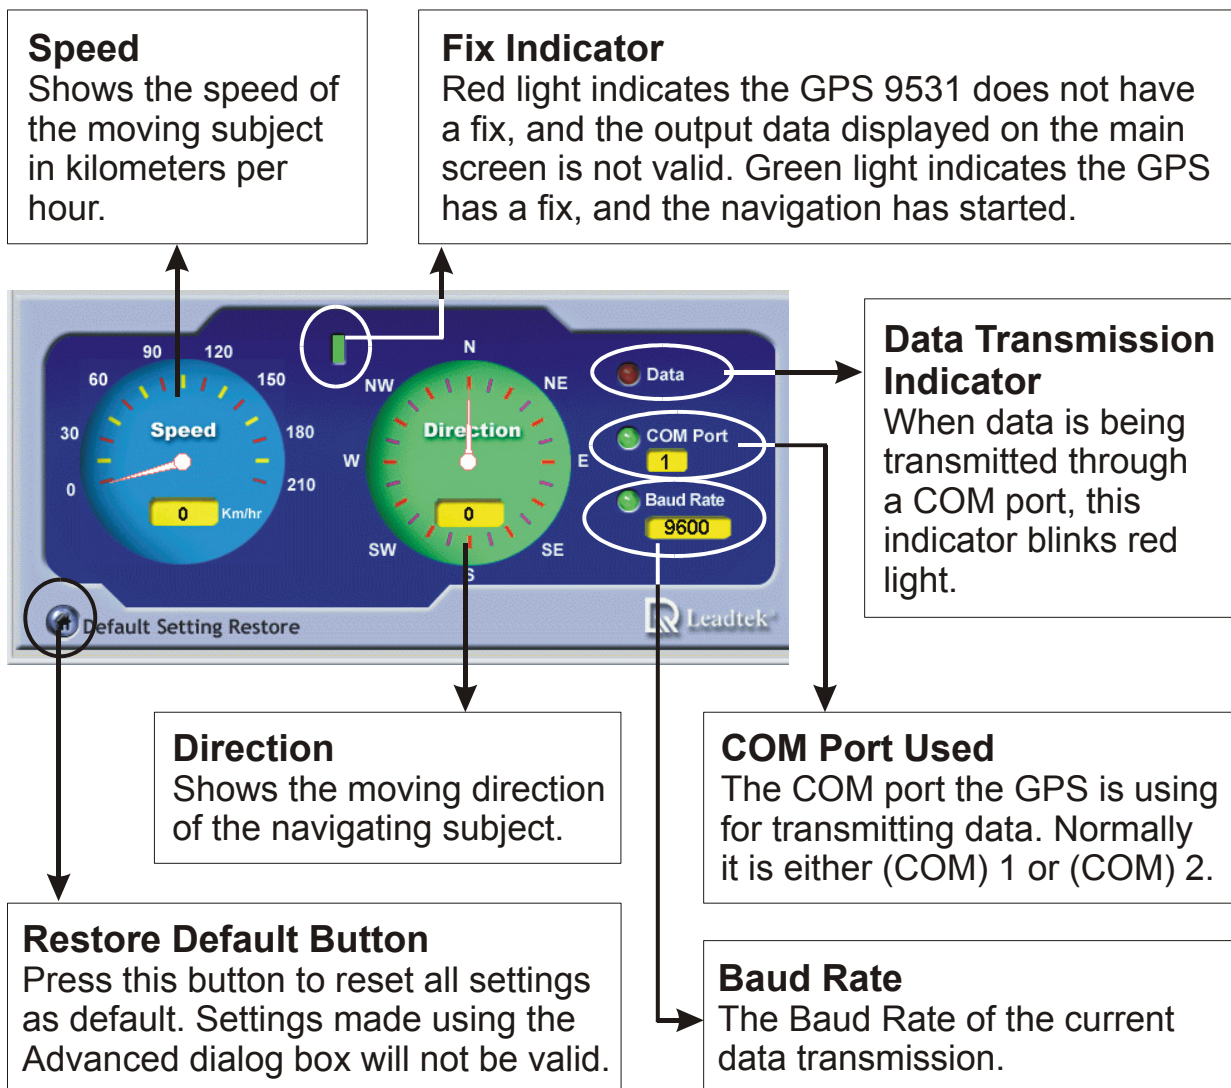 Speed
Shows the speed of
the moving subject
in kilometers per
hour.
Fix Indicator
Red light indicates the GPS 9531 does not have
a fix, and the output data displayed on the main
screen is not valid. Green light indicates the GPS
has a fix, and the navigation has started.
0
30
60
90
120
150
180
210
Speed
0
Km/hr
N
NE
E
SE
S
SW
W
NW
Direction
0
Data
COM Port
1
Baud Rate
9600
Default Setting Restore
Leadtek
Data Transmission
Indicator
When data is being
transmitted through
a COM port, this
indicator blinks red
light.
Direction
Shows the moving direction
of the navigating subject.
COM Port Used
The COM port the GPS is using
for transmitting data. Normally
it is either (COM) 1 or (COM) 2.
Restore Default Button
Press this button to reset all settings
as default. Settings made using the
Advanced dialog box will not be valid.
Baud Rate
The Baud Rate of the current
data transmission.